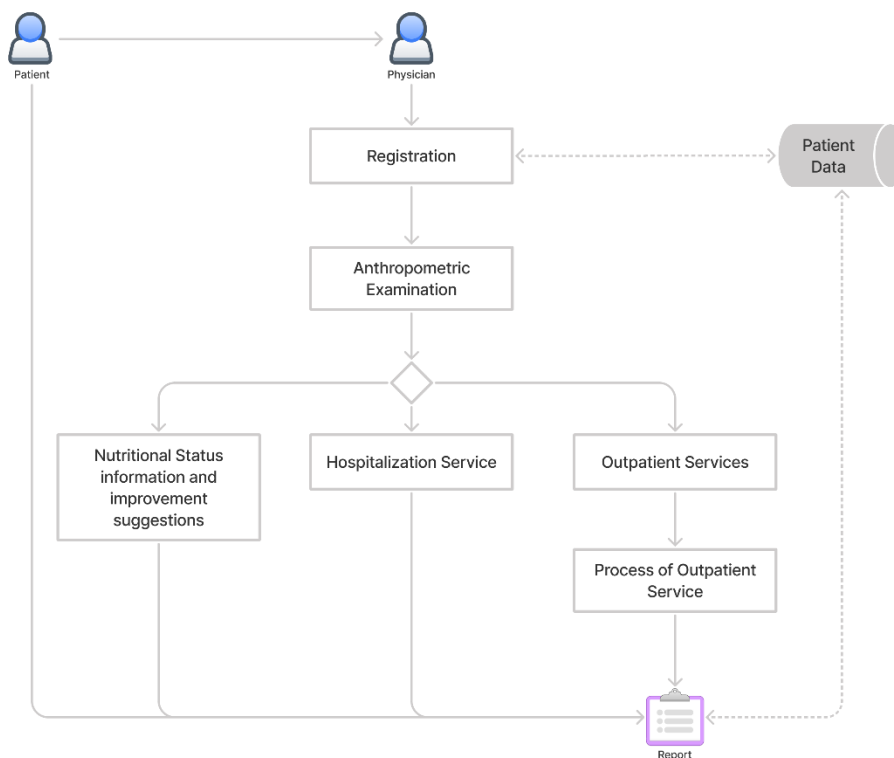 Patient
Physician
Registration
Patient
Data
Anthropometric
Examination
Nutritional Status
information and
improvement
suggestions
Hospitalization Service
Outpatient Services
Process of Outpatient
Service
Report